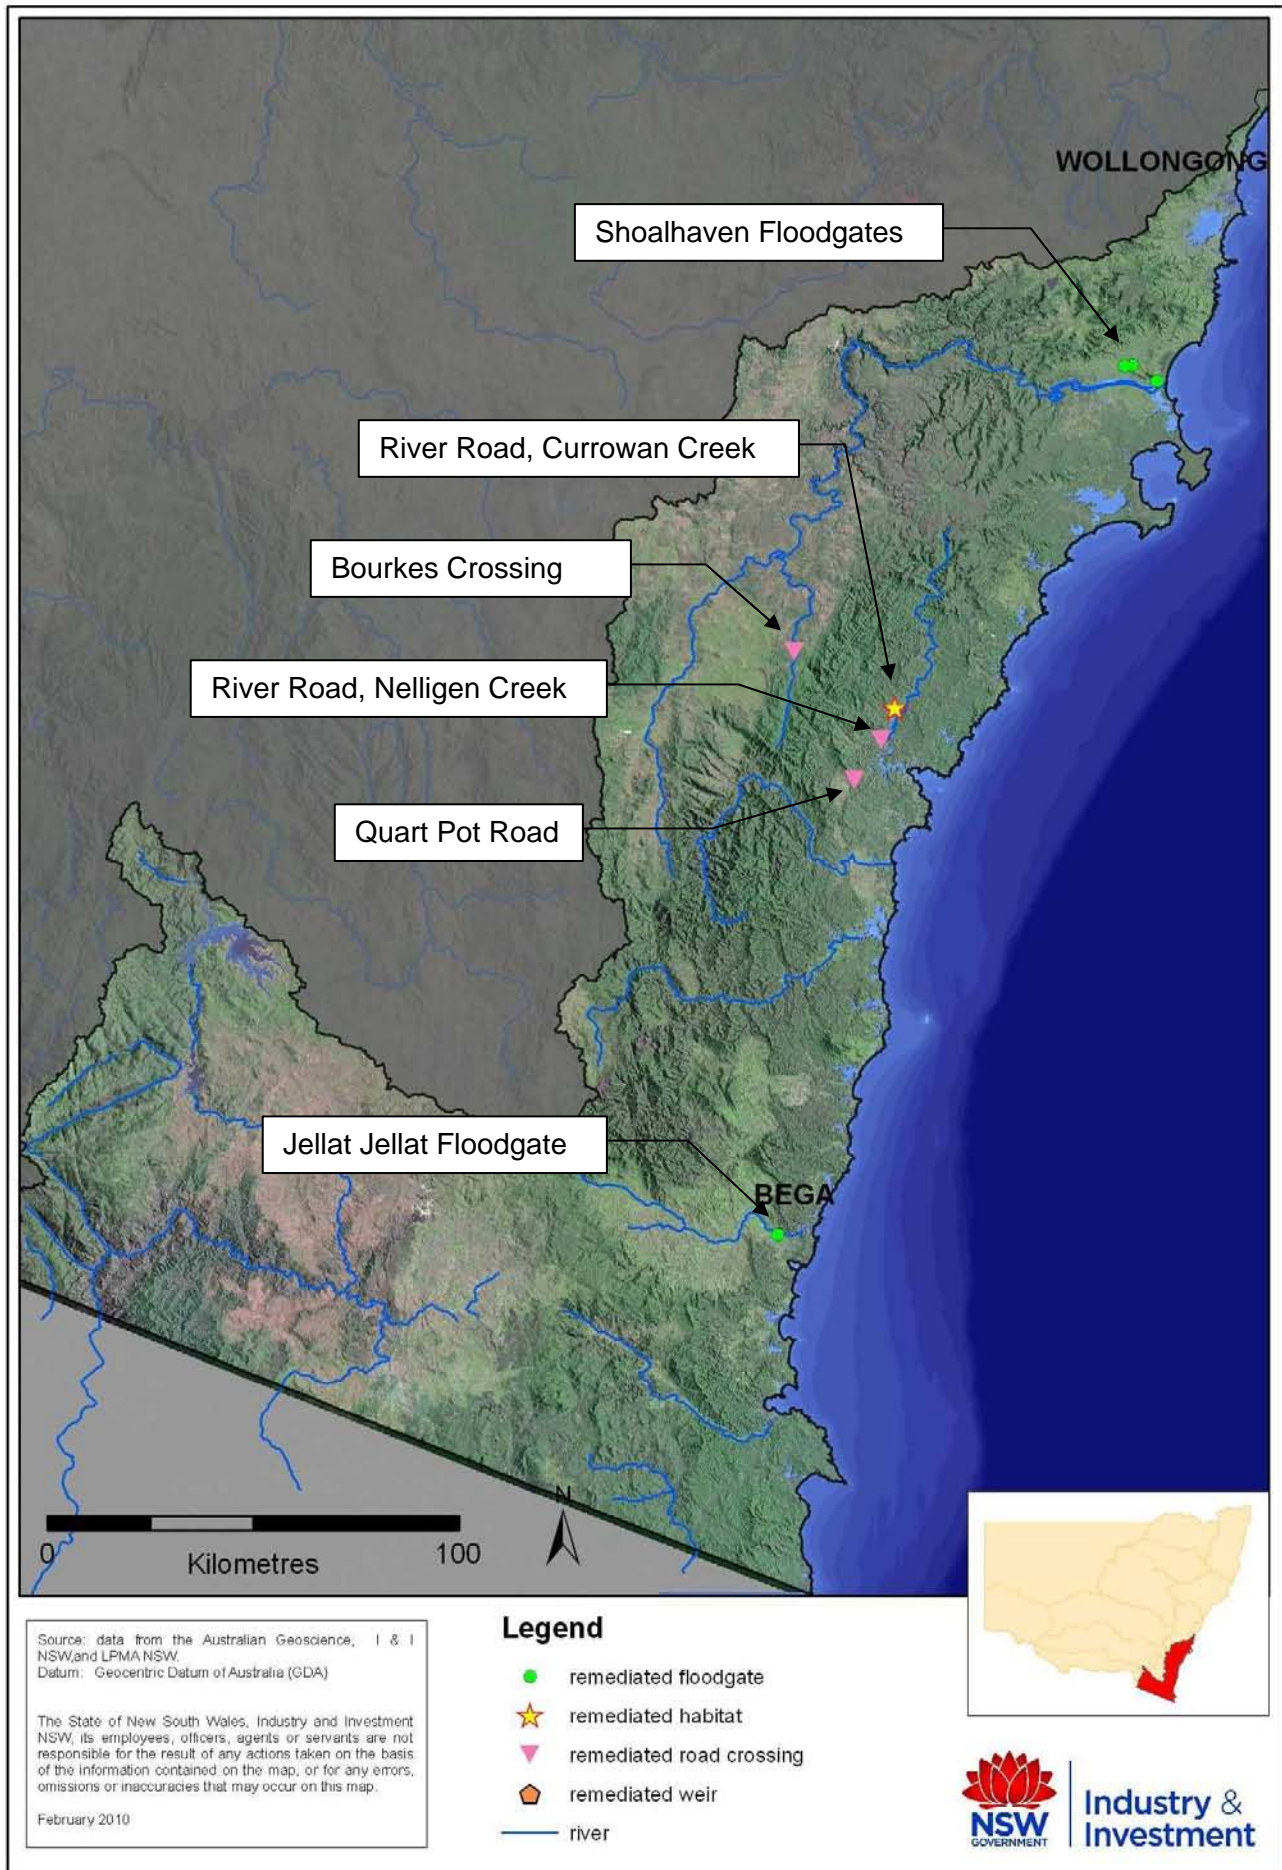 WOLLONGONG
Shoalhaven Floodgates
River Road, Currowan Creek
Bourkes Crossing
River Road, Nelligen Creek
Quart Pot Road
Jellat Jellat Floodgate
BEGA
N
0
100
Kilometres
Source: data from the Australian Geoscience, I & I
NSW,and LPMA NSW.
Datum: Geocentric Datum of Australia (GDA)
The State of New South Wales, Industry and Investment
NSW, its employees, officers, agents or servants are not
responsible for the result of any actions taken on the basis
of the information contained on the map, or for any errors,
omissions or inaccuracies that may occur on this map.
February 2010
Legend
remediated floodgate
remediated habitat
remediated road crossing
remediated weir
river
NSW
GOVERNMENT
Industry &
Investment